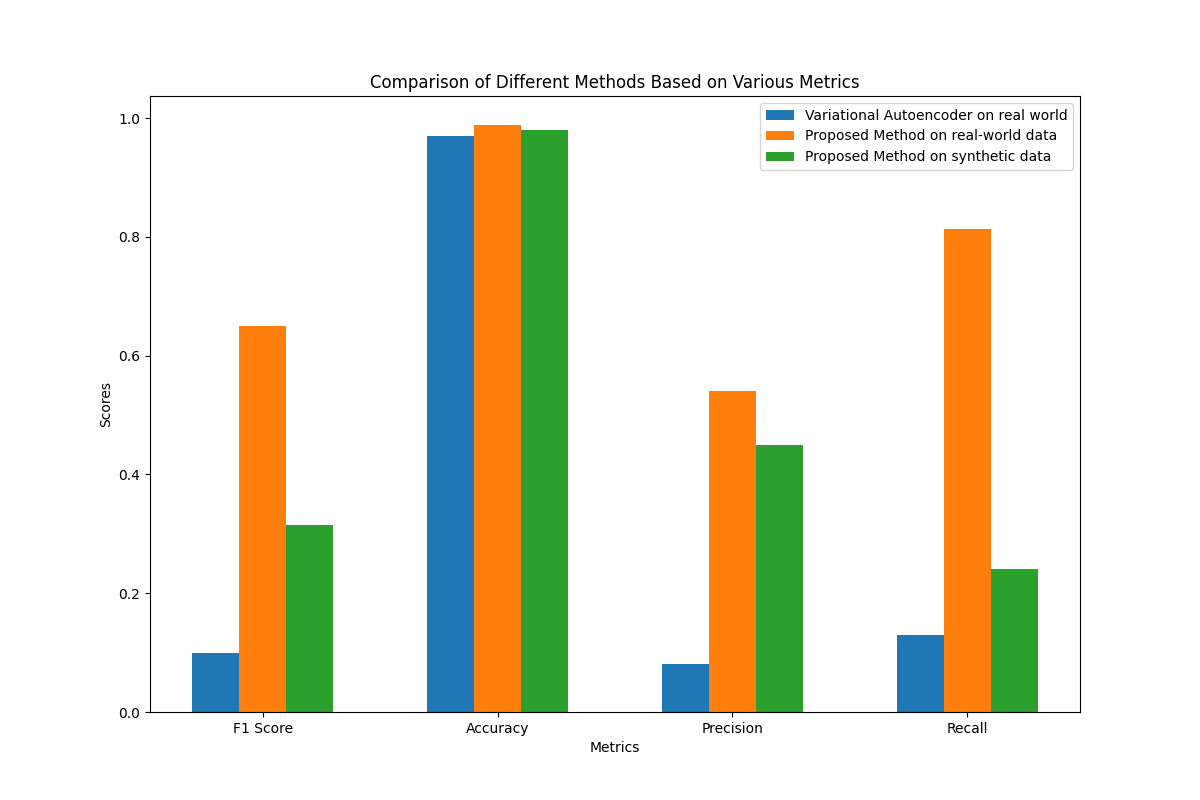 Comparison of Different Methods Based on Various Metrics
Variational Autoencoder on real world
Proposed Method on real-world data
Proposed Method on synthetic data
Scores
1.0
0.8
0.6
0.4
0.2
0.0
F1 Score
Accuracy
Precision
Recall
Metrics